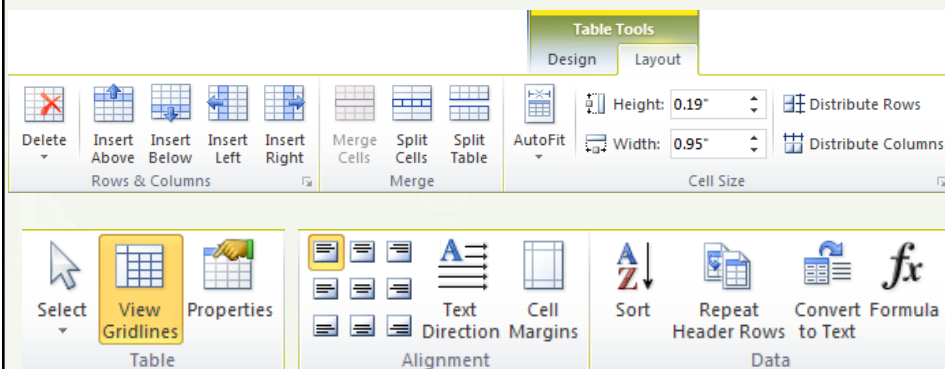 Table Tools
Design Layout
Height: 0.19" Distribute Rows
Delete Insert Insert Insert Insert Merge Split Split AutoFit Width: 0.95" Distribute Columns
Above Below Left Right Cells Cells Table
Rows & Columns Merge Cell Size
Select View Properties Text Cell Sort Repeat Convert Formula
Gridlines Direction Margins Header Rows to Text
Table Alignment Data